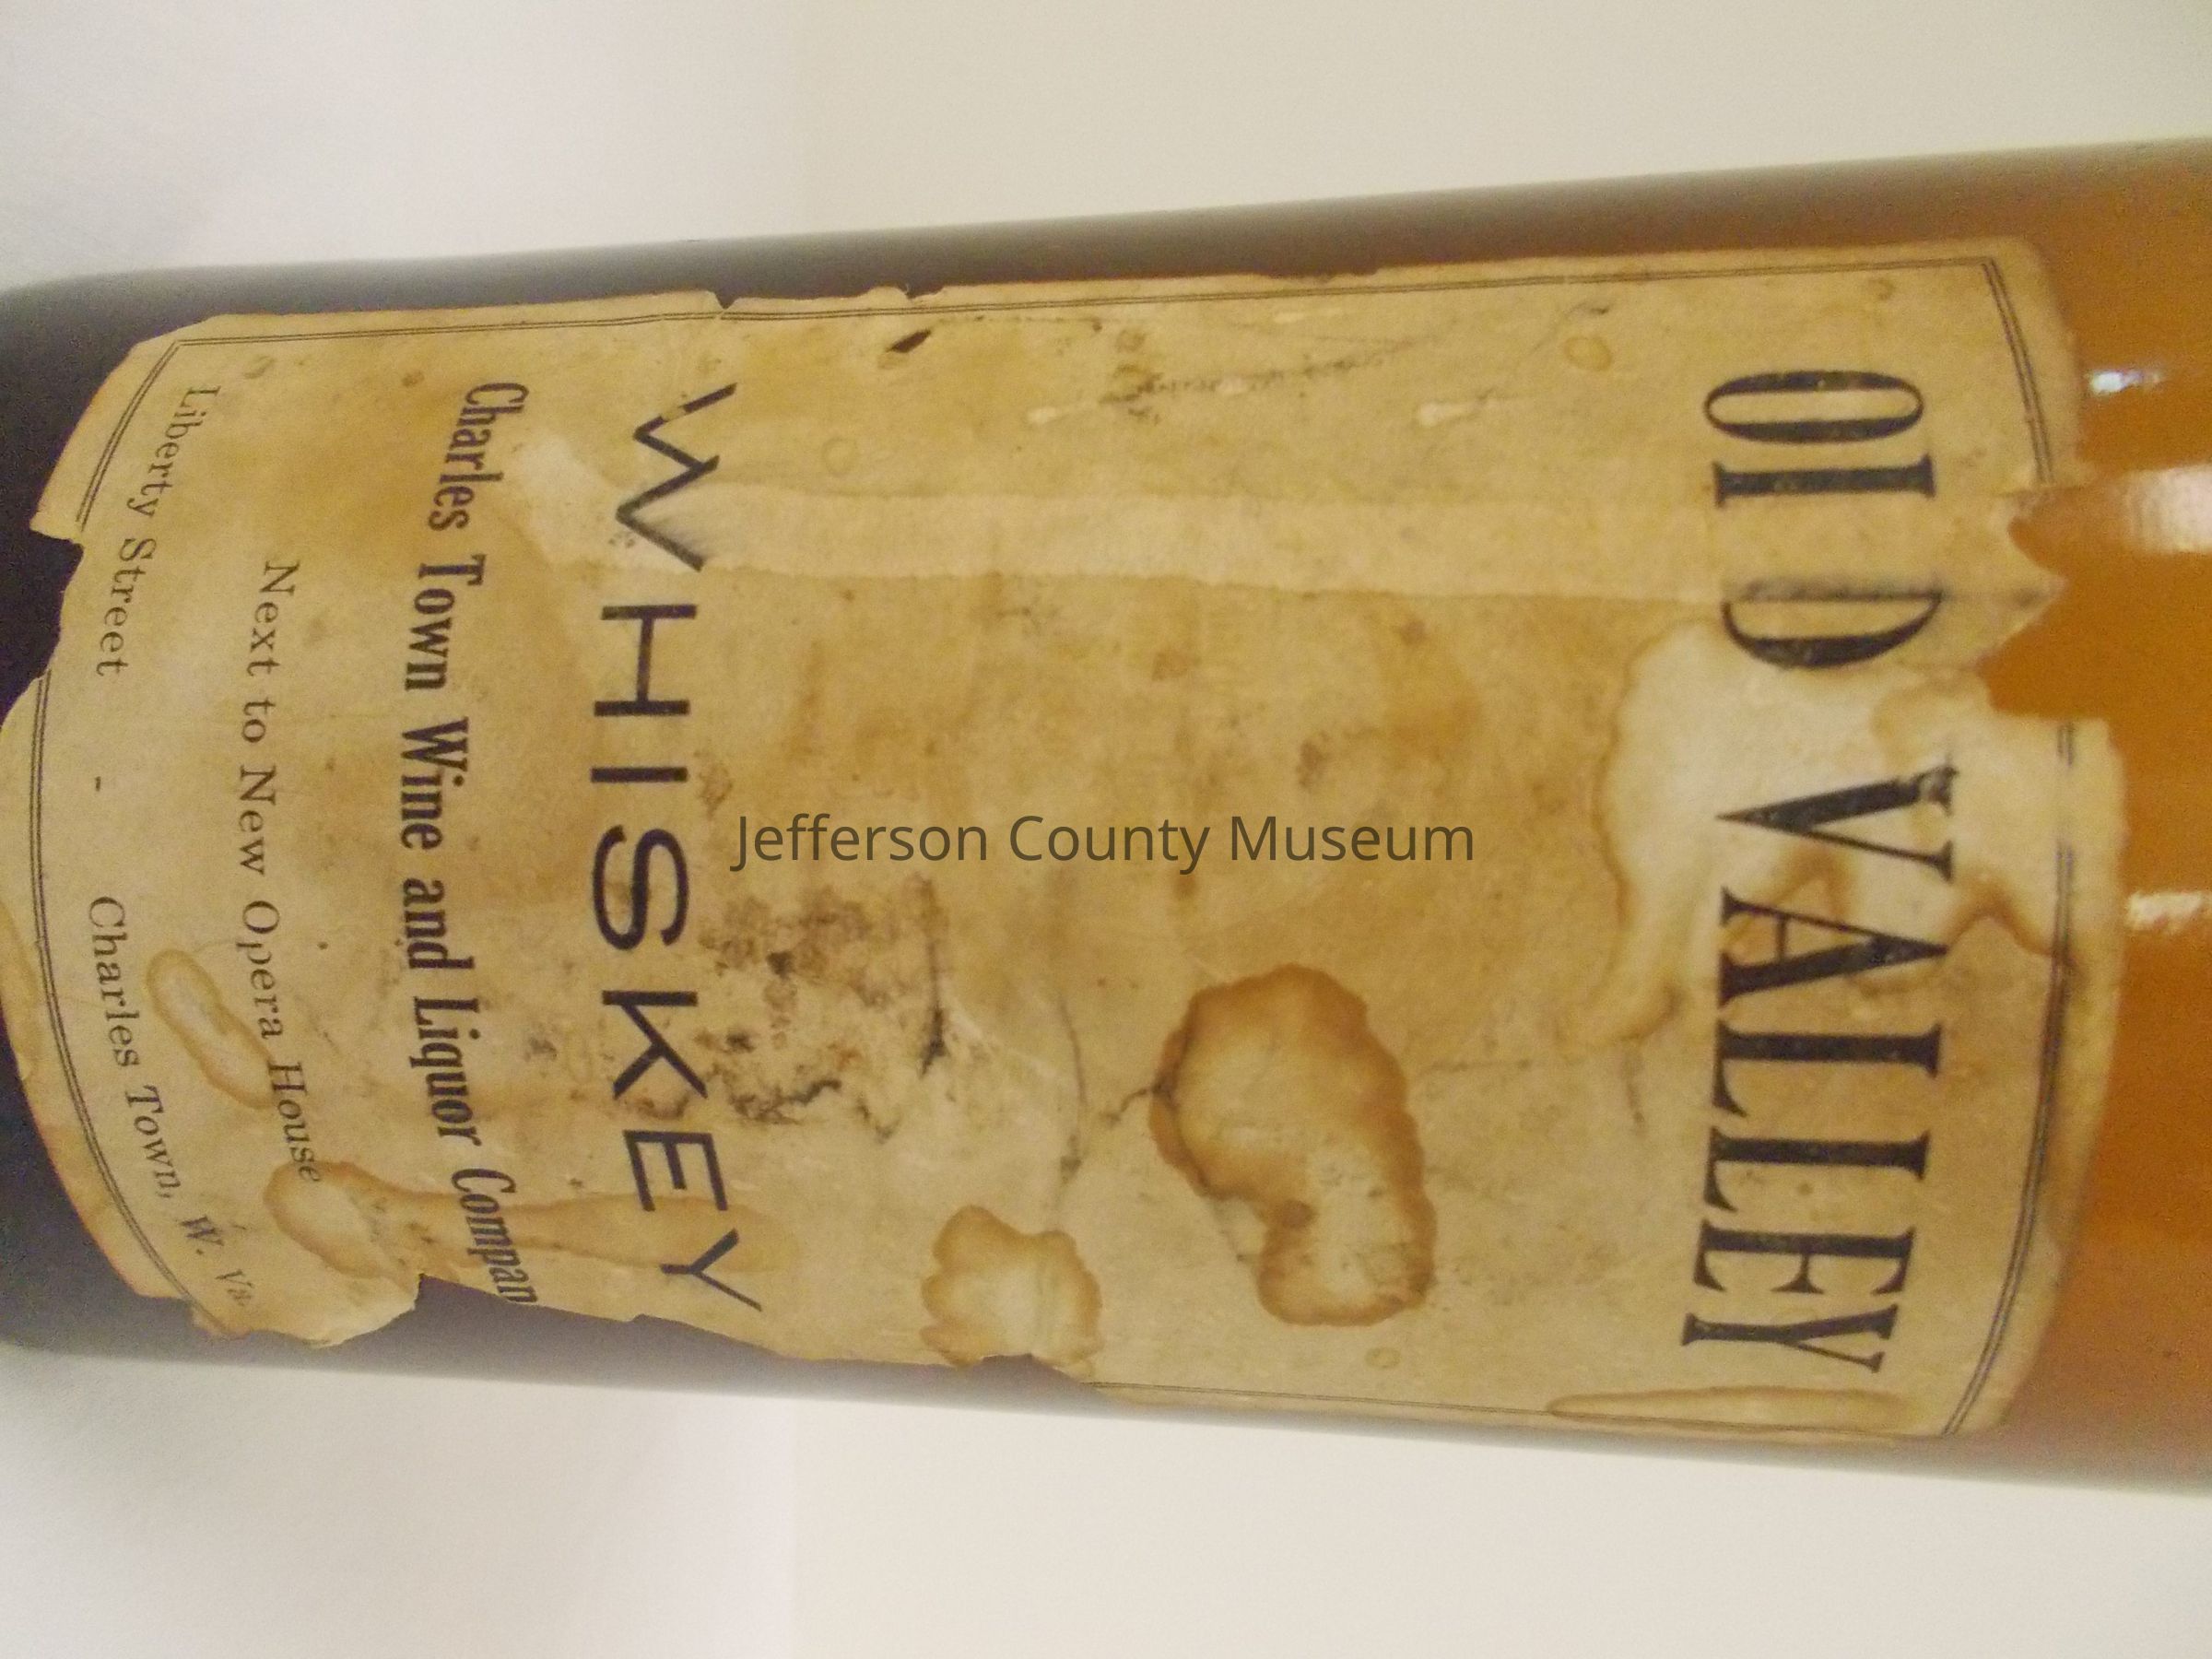 OLD VALLEY
WHISKEY
Charles Town Wine and Liquor Compan
Next to New Opera House
Liberty Street - Charles Town, W. Va.
Jefferson County Museum